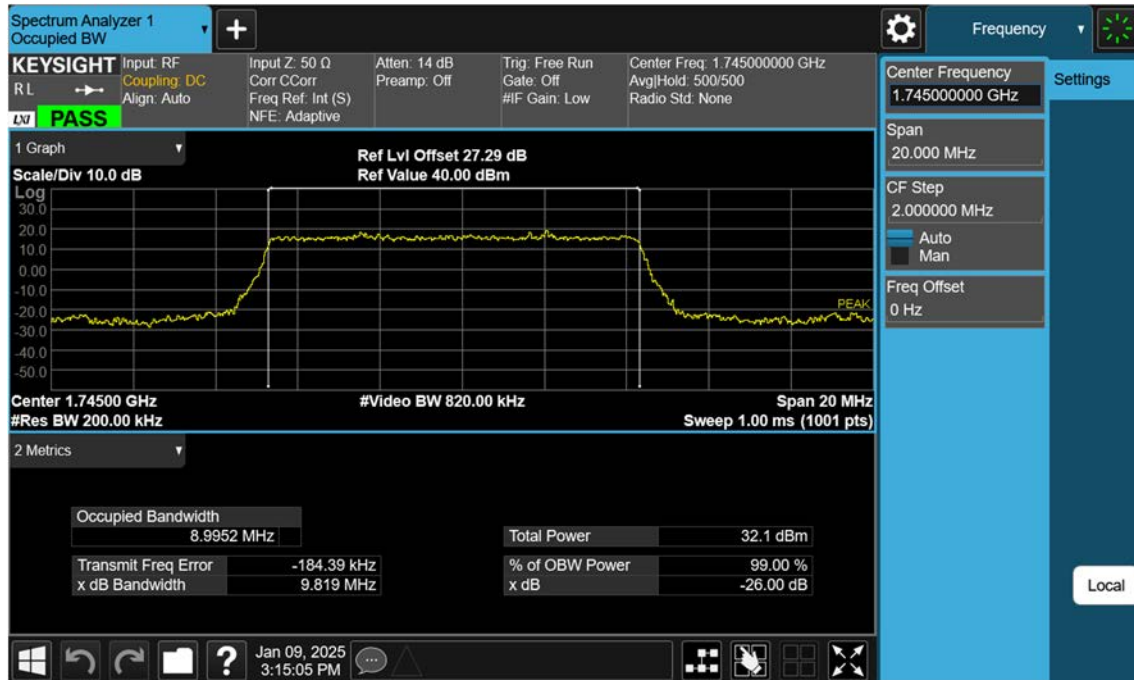 Spectrum Analyzer 1
Occupied BW
Frequency
KEYSIGHT
R L
LXI
PASS
Input: RF
Coupling: DC
Align: Auto
Input Z: 50 Ω
Corr CCorr
Freq Ref: Int (S)
NFE: Adaptive
Atten: 14 dB
Preamp: Off
Trig: Free Run
Gate: Off
#IF Gain: Low
Center Freq: 1.745000000 GHz
Avg|Hold: 500/500
Radio Std: None
1 Graph
Scale/Div 10.0 dB
Ref Lvl Offset 27.29 dB
Ref Value 40.00 dBm
Log
30.0
20.0
10.0
0.00
-10.0
-20.0
-30.0
-40.0
-50.0
PEAK
Center 1.74500 GHz
#Video BW 820.00 kHz
Span 20 MHz
#Res BW 200.00 kHz
Sweep 1.00 ms (1001 pts)
2 Metrics
Occupied Bandwidth
8.9952 MHz
Total Power 32.1 dBm
Transmit Freq Error -184.39 kHz
% of OBW Power 99.00 %
x dB Bandwidth 9.819 MHz
x dB -26.00 dB
Center Frequency
1.745000000 GHz
Settings
Span
20.000 MHz
CF Step
2.000000 MHz
Auto
Man
Freq Offset
0 Hz
Local
?
Jan 09, 2025
3:15:05 PM